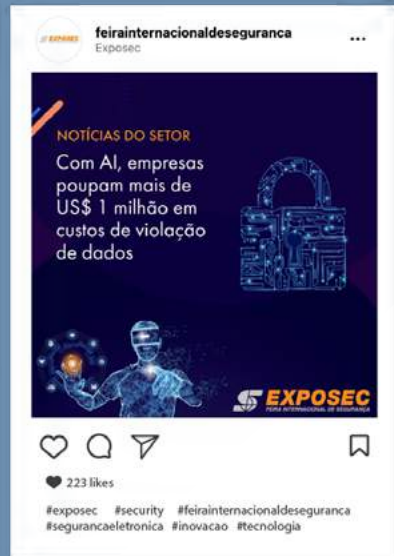 EXPOSEC
feirainternacionaldeseguranca
Exposec
NOTÍCIAS DO SETOR
Com AI, empresas
poupam mais de
US$ 1 milhão em
custos de violação
de dados
EXPOSEC
FEIRA INTERNACIONAL DE SEGURANÇA
223 likes
#exposec #security #feirainternacionaldeseguranca
#segurancaeletronica #inovacao #tecnologia